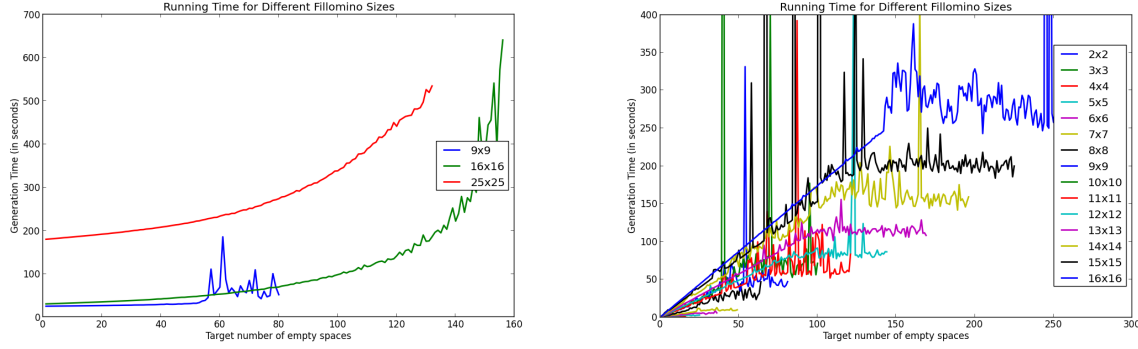 Running Time for Different Fillomino Sizes
700
600
500
400
300
200
100
0
Generation Time (in seconds)
9x9
16x16
25x25
0 20 40 60 80 100 120 140 160
Target number of empty spaces
Running Time for Different Fillomino Sizes
400
350
300
250
200
150
100
50
0
Generation Time (in seconds)
2x2
3x3
4x4
5x5
6x6
7x7
8x8
9x9
10x10
11x11
12x12
13x13
14x14
15x15
16x16
0 50 100 150 200 250 300
Target number of empty spaces